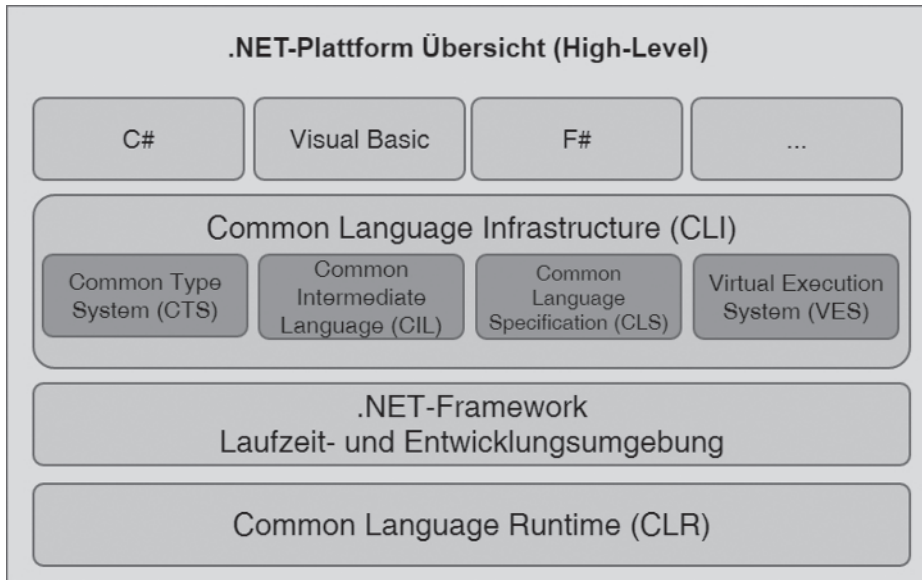 .NET-Plattform Übersicht (High-Level)
C#
Visual Basic
F#
...
Common Language Infrastructure (CLI)
Common Type
System (CTS)
Common
Intermediate
Language (CIL)
Common
Language
Specification (CLS)
Virtual Execution
System (VES)
.NET-Framework
Laufzeit- und Entwicklungsumgebung
Common Language Runtime (CLR)